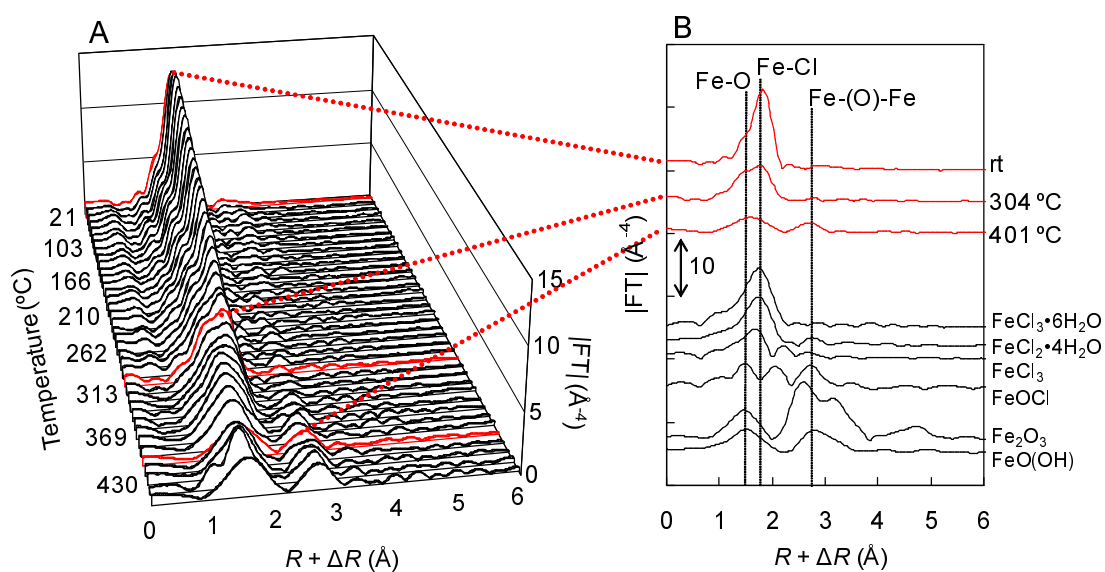 A
21
103
166
210
262
313
369
430
Temperature (ºC)
0
1
2
3
4
5
6
R + ΔR (Å)
15
10
5
0
|FT| (Å-4)
B
Fe-O
Fe-Cl
Fe-(O)-Fe
rt
304 ºC
401 ºC
10
|FT| (Å-4)
FeCl3•6H2O
FeCl2•4H2O
FeCl3
FeOCl
Fe2O3
FeO(OH)
0
1
2
3
4
5
6
R + ΔR (Å)